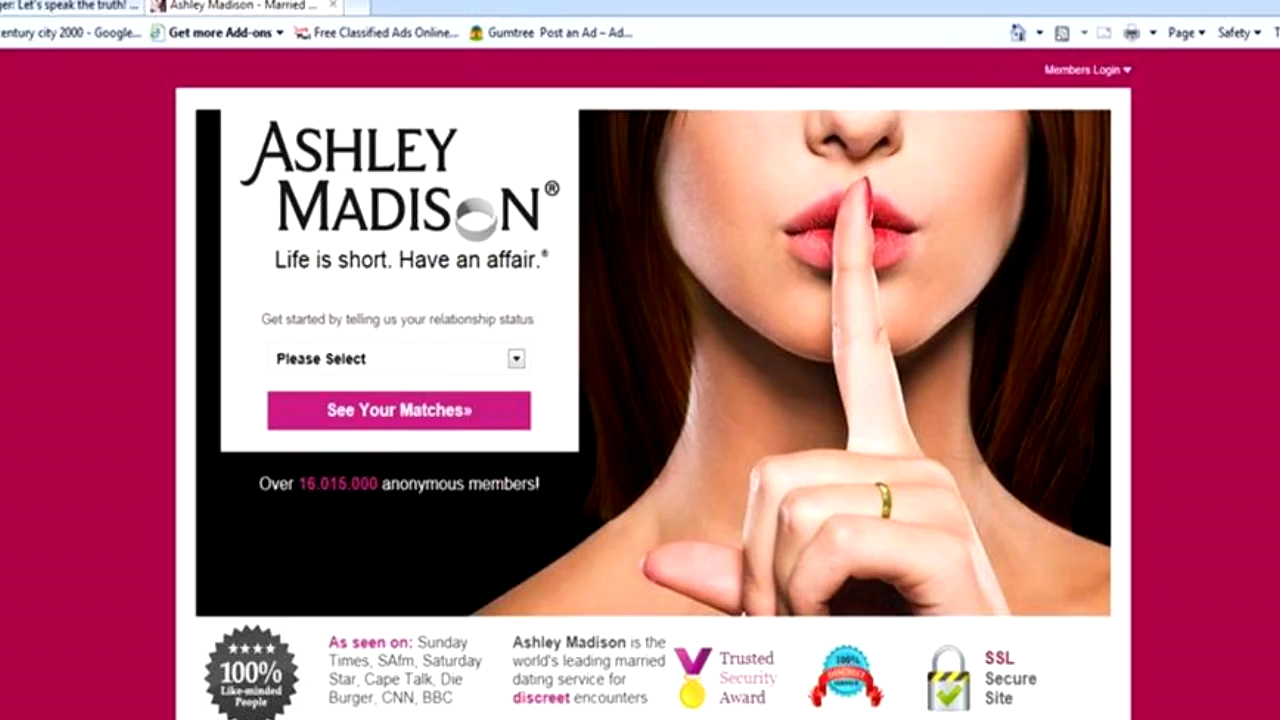 ger: Let's speak the truth! ...
Ashley Madison - Married ...
entury city 2000 - Google...
Get more Add-ons
Free Classified Ads Online...
Gumtree Post an Ad – Ad...
Page
Safety
Members Login
ASHLEY
MADISON®
Life is short. Have an affair.®
Get started by telling us your relationship status
Please Select
See Your Matches»
Over 16.015.000 anonymous members!
100%
Like-minded
People
As seen on: Sunday
Times, SAfm, Saturday
Star, Cape Talk, Die
Burger, CNN, BBC
Ashley Madison is the
world's leading married
dating service for
discreet encounters
Trusted
Security
Award
100%
DISCREET
SSL
Secure
Site